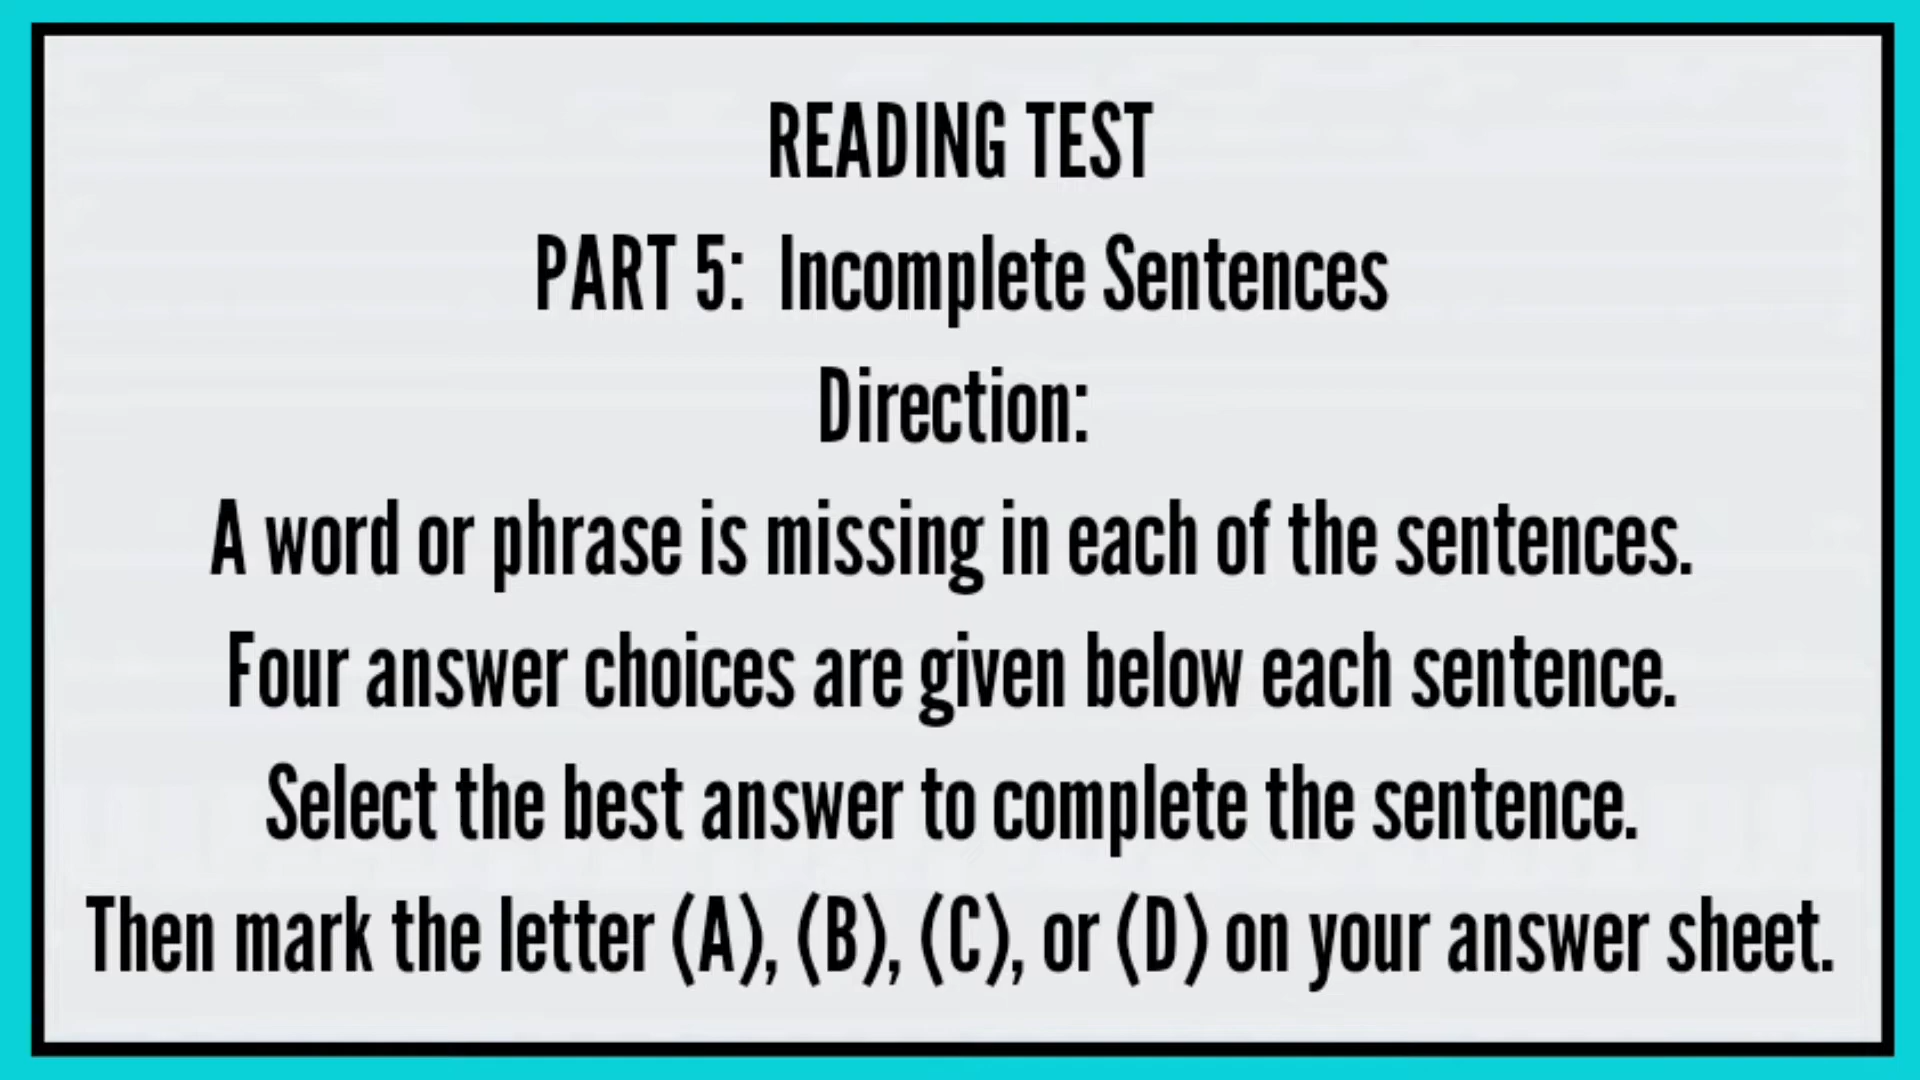 READING TEST
PART 5: Incomplete Sentences
Direction:
A word or phrase is missing in each of the sentences.
Four answer choices are given below each sentence.
Select the best answer to complete the sentence.
Then mark the letter (A), (B), (C), or (D) on your answer sheet.